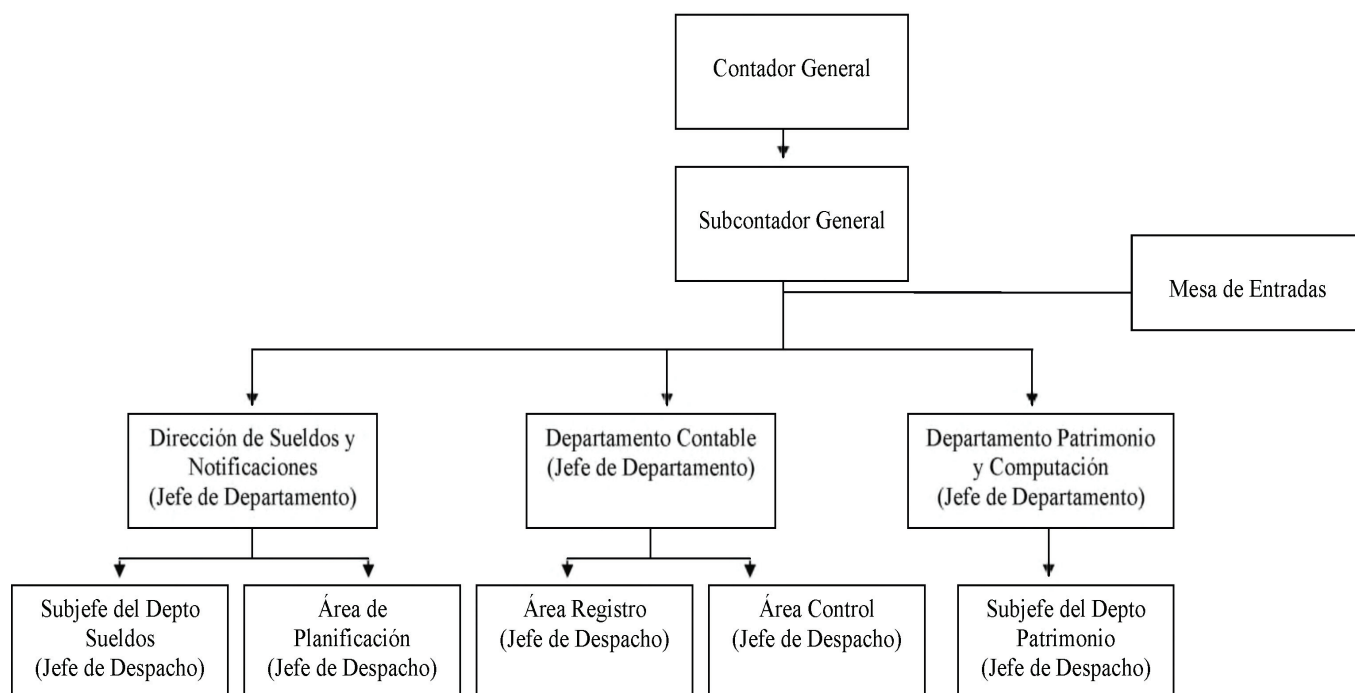 Contador General
Subcontador General
Mesa de Entradas
Dirección de Sueldos y
Notificaciones
(Jefe de Departamento)
Departamento Contable
(Jefe de Departamento)
Departamento Patrimonio
y Computación
(Jefe de Departamento)
Subjefe del Depto
Sueldos
(Jefe de Despacho)
Área de
Planificación
(Jefe de Despacho)
Área Registro
(Jefe de Despacho)
Área Control
(Jefe de Despacho)
Subjefe del Depto
Patrimonio
(Jefe de Despacho)